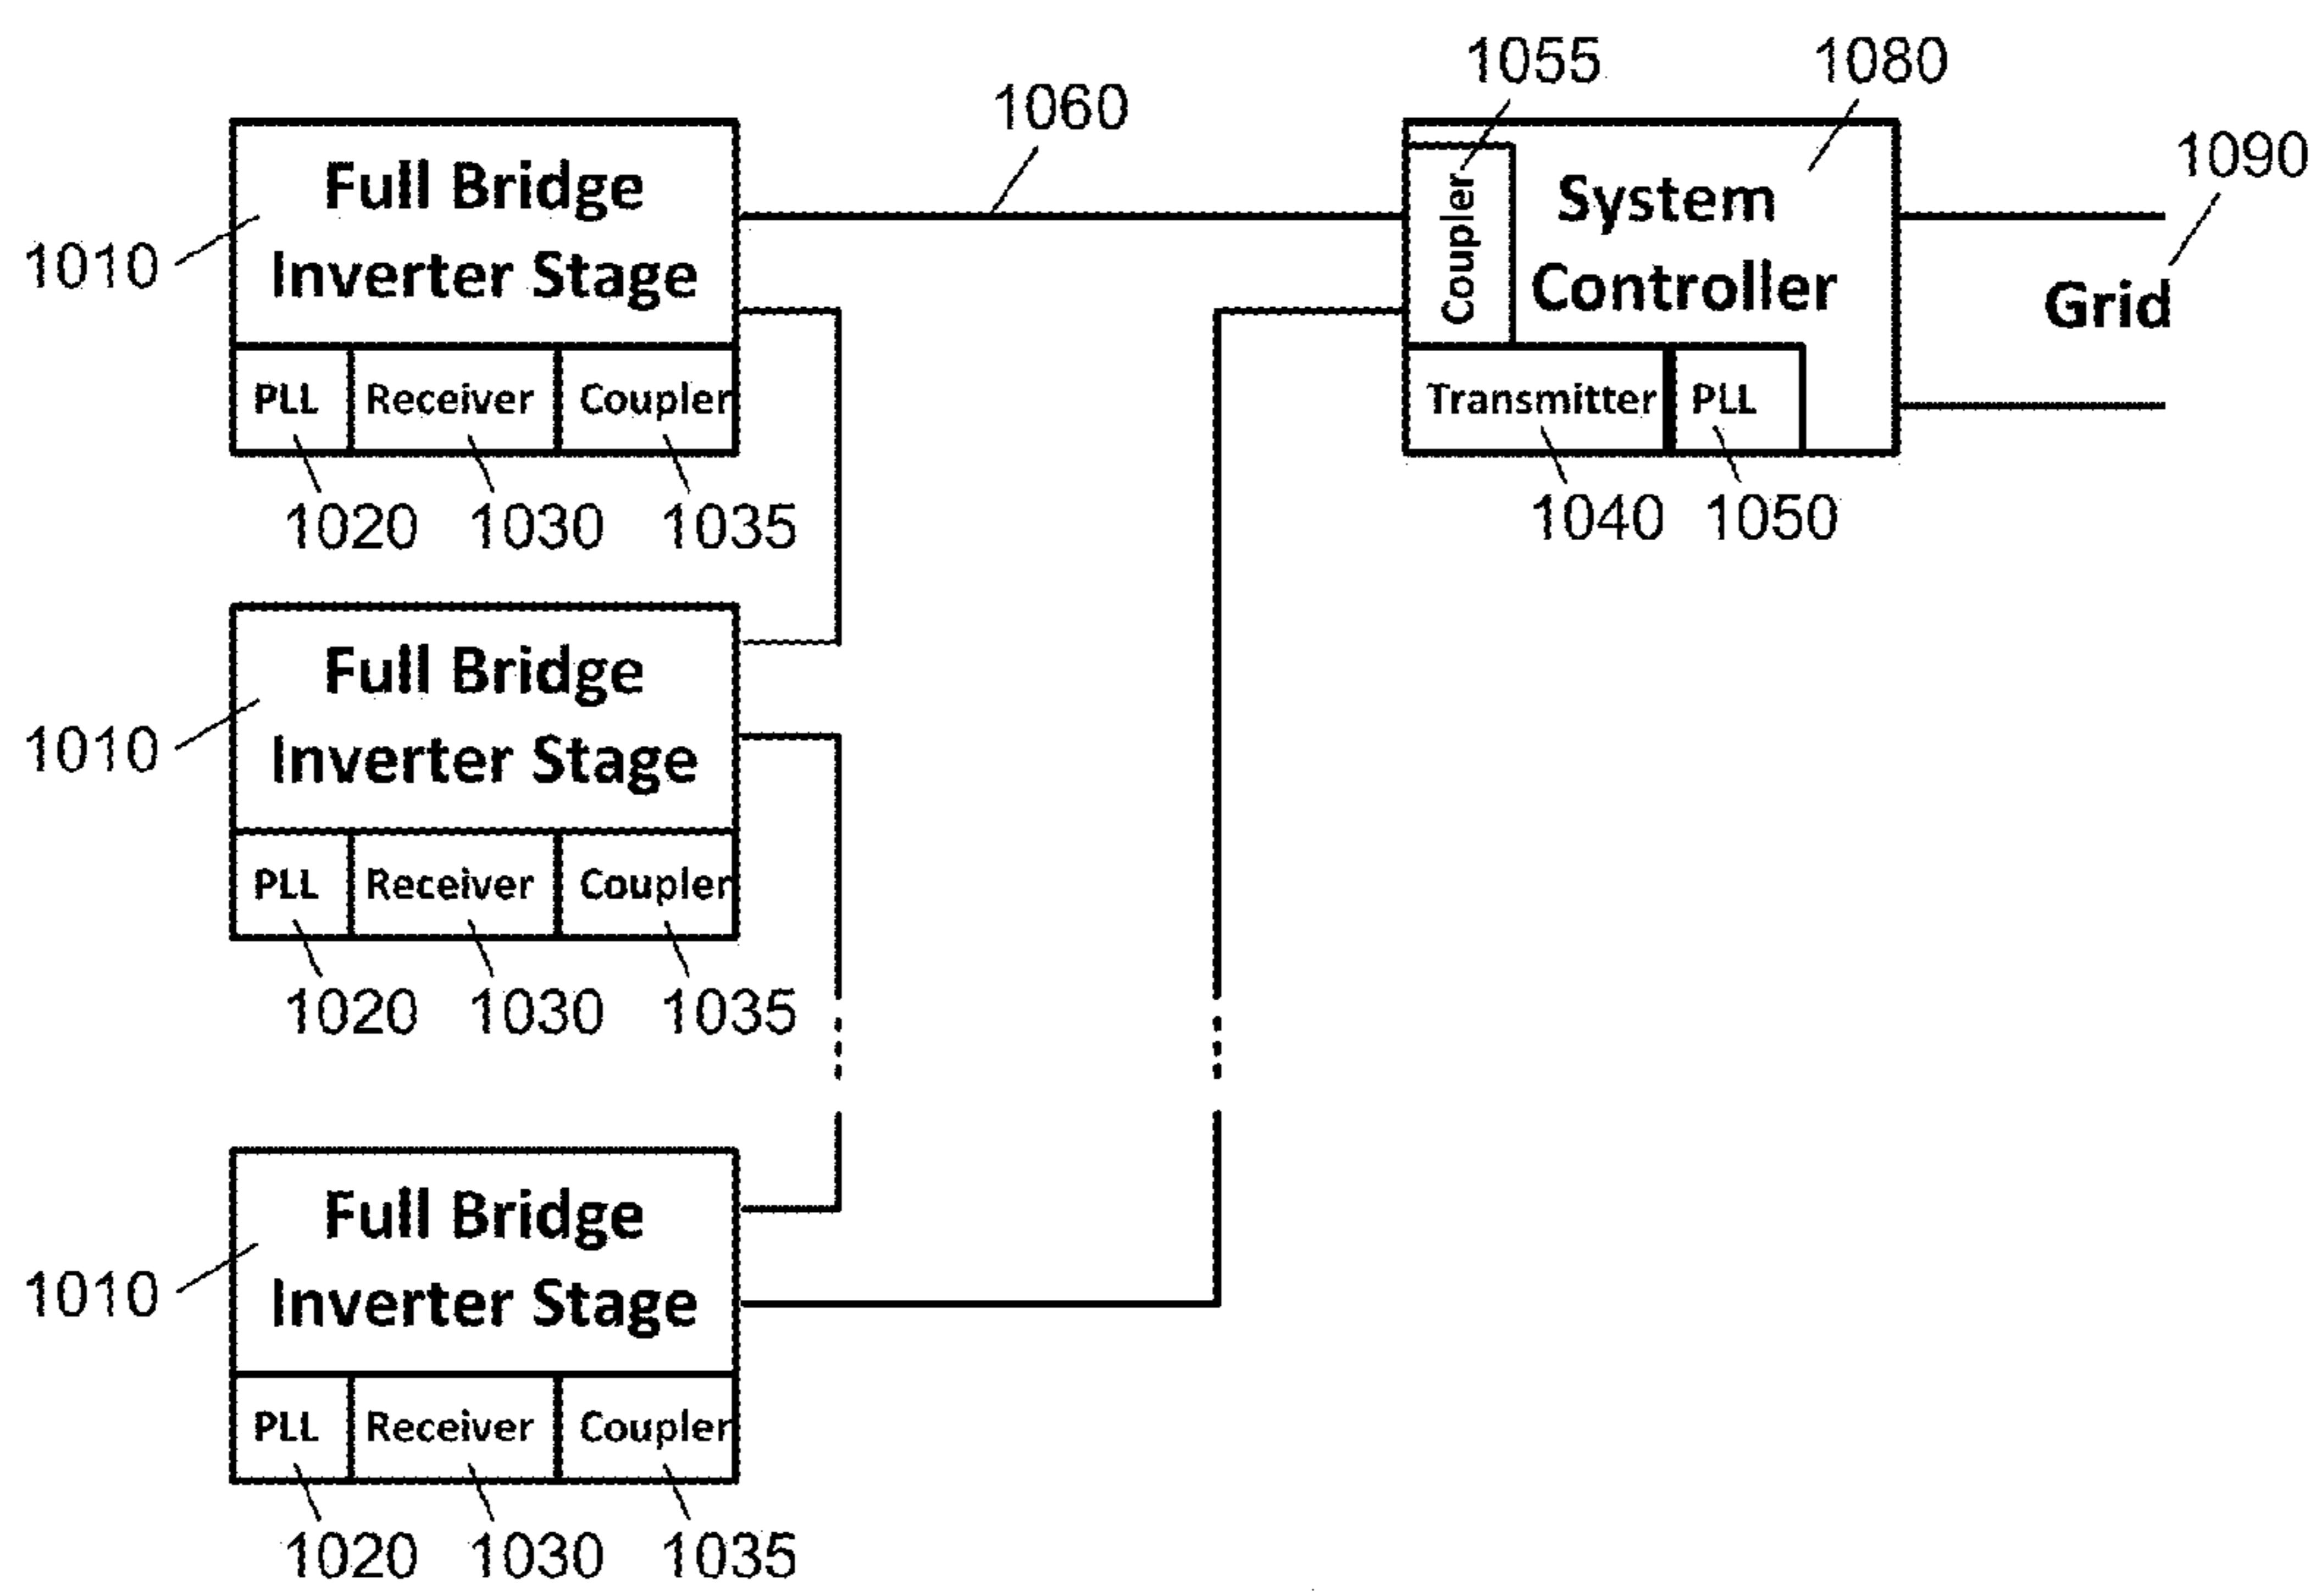 1055
1080
1060
1090
Full Bridge
Inverter Stage
1010
PLL
Receiver
Coupler
1020
1030
1035
Coupler
System
Controller
Grid
Transmitter
PLL
1040
1050
Full Bridge
Inverter Stage
1010
PLL
Receiver
Coupler
1020
1030
1035
Full Bridge
Inverter Stage
1010
PLL
Receiver
Coupler
1020
1030
1035